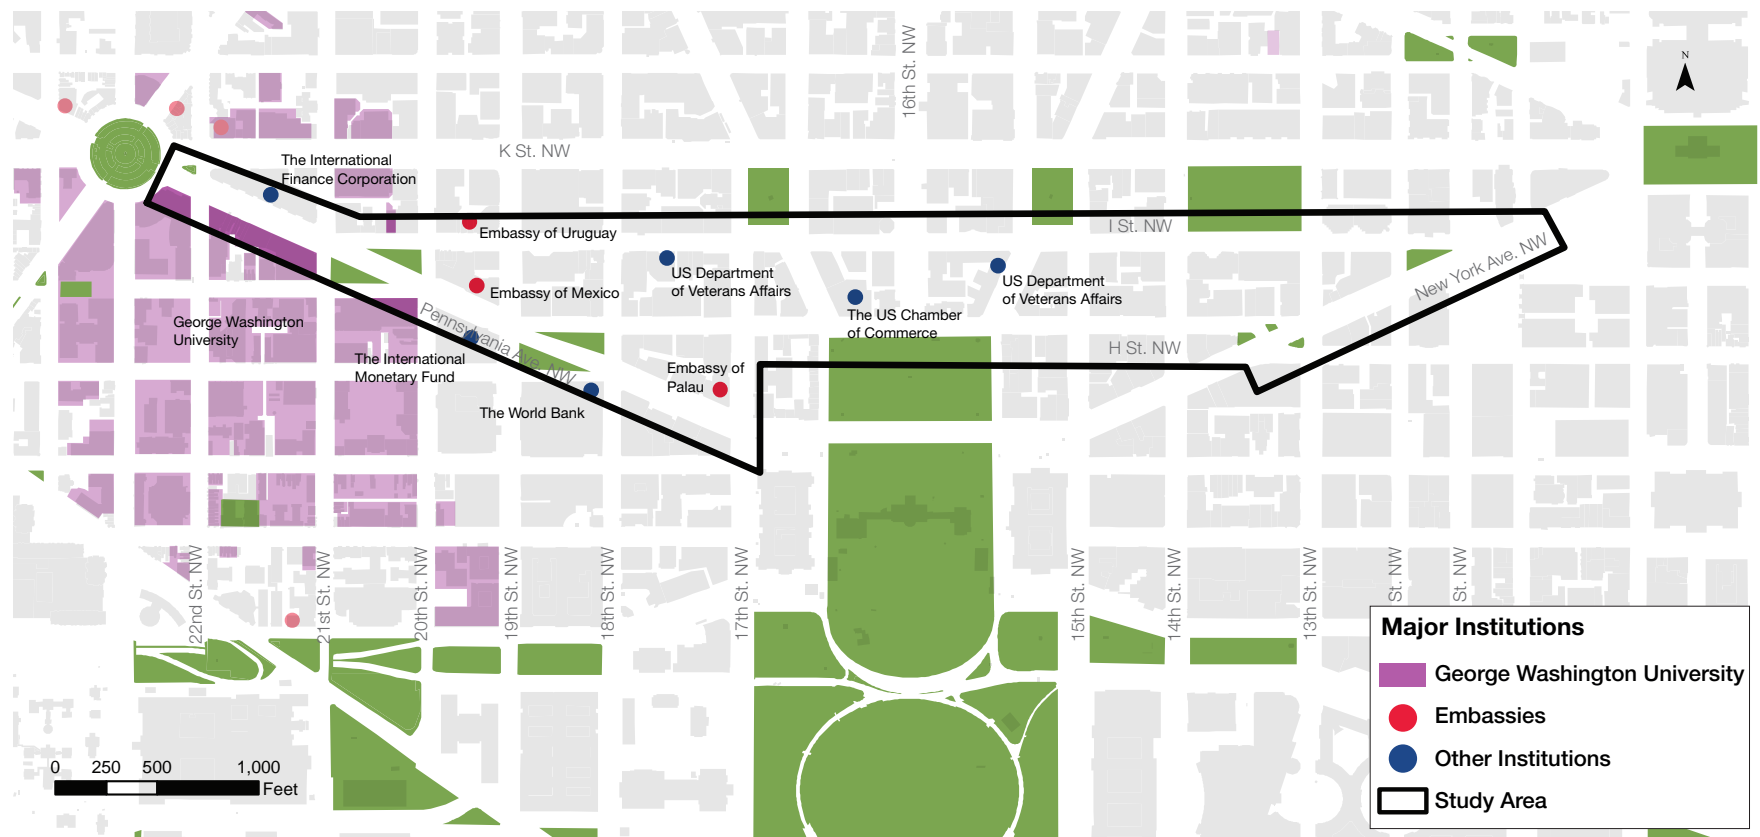 16th St. NW
N
K St. NW
The International
Finance Corporation
I St. NW
Embassy of Uruguay
New York Ave. NW
US Department
of Veterans Affairs
US Department
of Veterans Affairs
Embassy of Mexico
The US Chamber
of Commerce
George Washington
University
Pennsylvania Ave. NW
H St. NW
The International
Monetary Fund
Embassy of
Palau
The World Bank
22nd St. NW
21st St. NW
20th St. NW
19th St. NW
18th St. NW
17th St. NW
15th St. NW
14th St. NW
13th St. NW
St. NW
St. NW
Major Institutions
George Washington University
Embassies
Other Institutions
Study Area
0 250 500 1,000
Feet